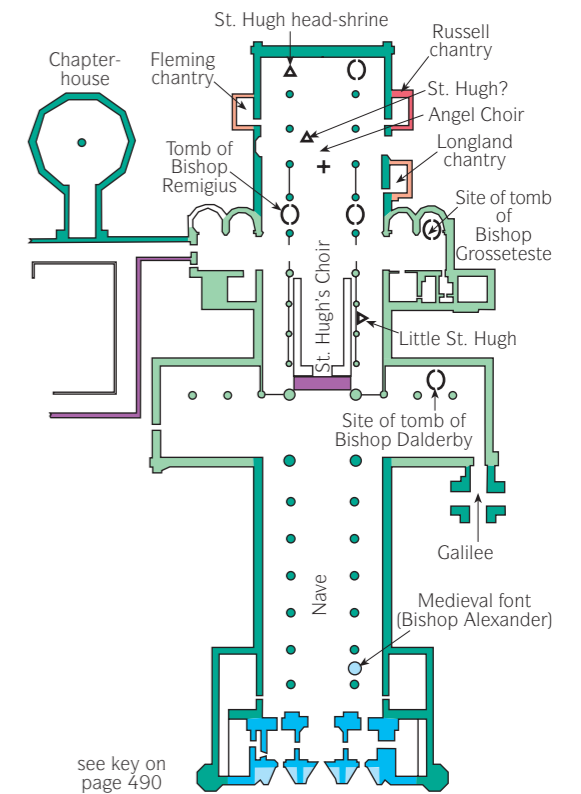 St. Hugh head-shrine
Russell
chantry
Chapter-
house
Fleming
chantry
St. Hugh?
Angel Choir
Longland
chantry
Tomb of
Bishop
Remigius
Site of tomb
of
Bishop
Grosseteste
St. Hugh's Choir
Little St. Hugh
Site of tomb of
Bishop Dalderby
Galilee
Nave
Medieval font
(Bishop Alexander)
see key on
page 490